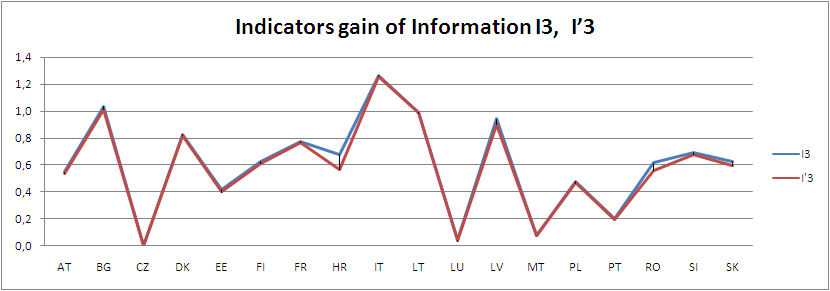 Indicators gain of Information I3,  I’3
1,4
1,2
1,0
0,8
0,6
0,4
0,2
0,0
AT BG CZ DK EE FI FR HR IT LT LU LV MT PL PT RO SI SK
I3
I'3